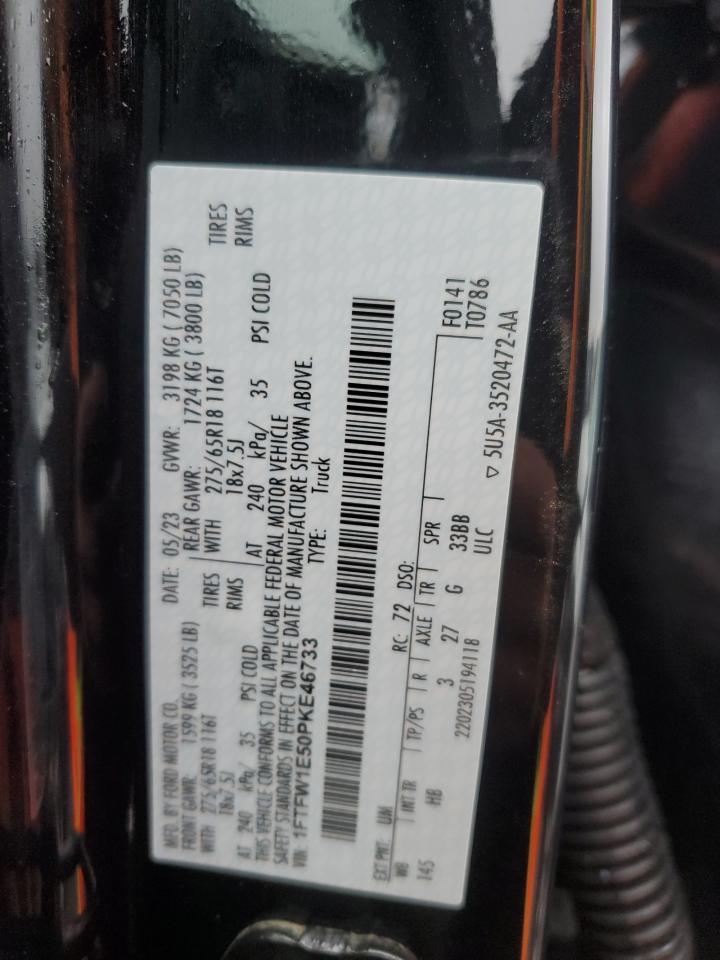 MFD. BY FORD MOTOR CO. DATE: 05/23 GVWR: 3198 KG ( 7050 LB)
FRONT GAWR: 1599 KG ( 3525 LB) REAR GAWR: 1724 KG ( 3800 LB)
WITH 275/65R18 116T TIRES WITH 275/65R18 116T TIRES
18x7.5J RIMS 18x7.5J RIMS
AT 240 kPa/ 35 PSI COLD AT 240 kPa/ 35 PSI COLD
THIS VEHICLE CONFORMS TO ALL APPLICABLE FEDERAL MOTOR VEHICLE
SAFETY STANDARDS IN EFFECT ON THE DATE OF MANUFACTURE SHOWN ABOVE.
VIN: 1FTFW1E50PKE46733 TYPE: Truck
EXT PNT: UM RC: 72 DSO:
WB INT TR TP/PS R AXLE TR SPR F0141
145 HB 3 27 G 33BB T0786
2202305194118 ULC ▽ 5U5A-3520472-AA